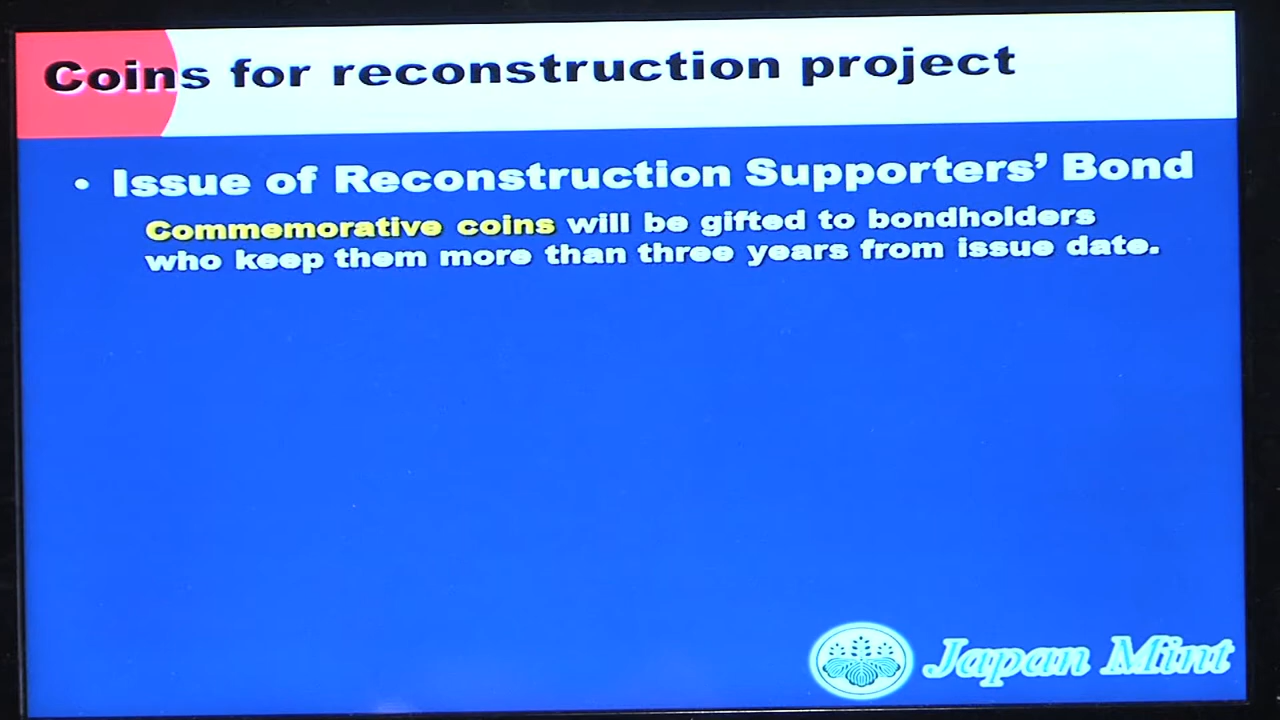 Coins for reconstruction project
• Issue of Reconstruction Supporters’ Bond
Commemorative coins will be gifted to bondholders
who keep them more than three years from issue date.
Japan Mint